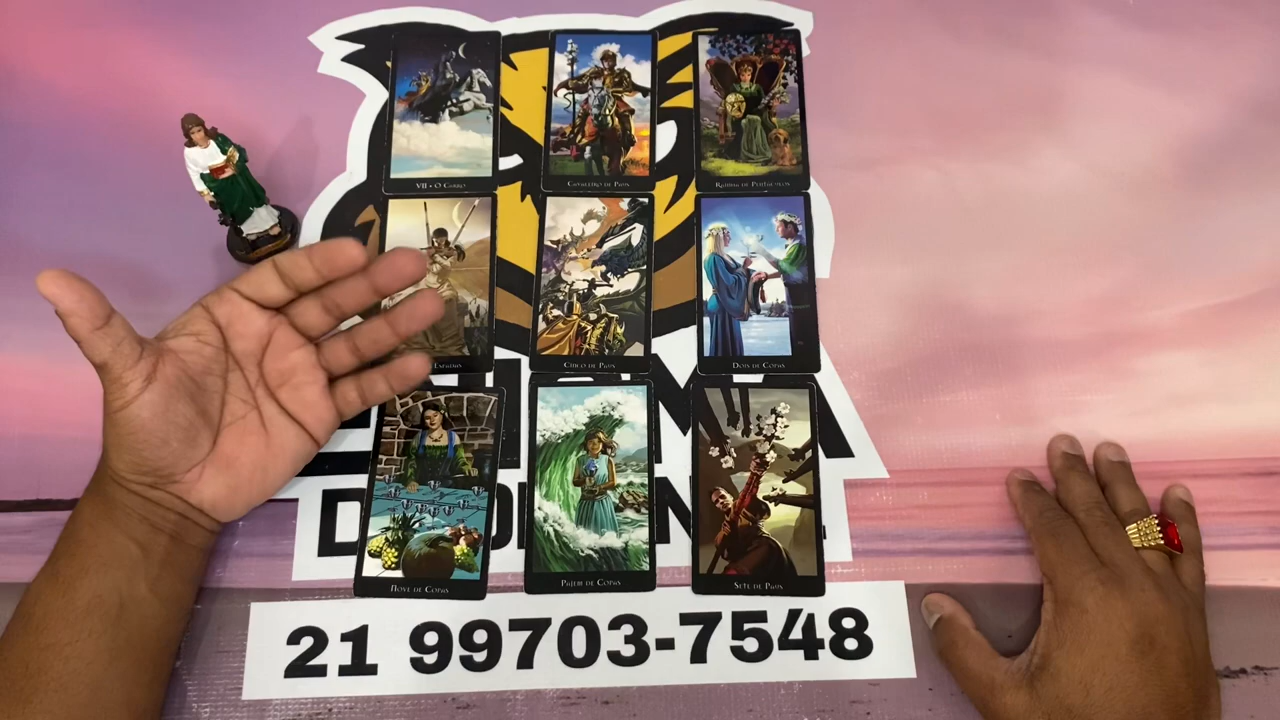 VII • O Carro
Cavaleiro de Paus
Rainha de Pentáculos
Espadas
Cinco de Paus
Dois de Copas
Nove de Copas
Pajem de Copas
Sete de Paus
21 99703-7548